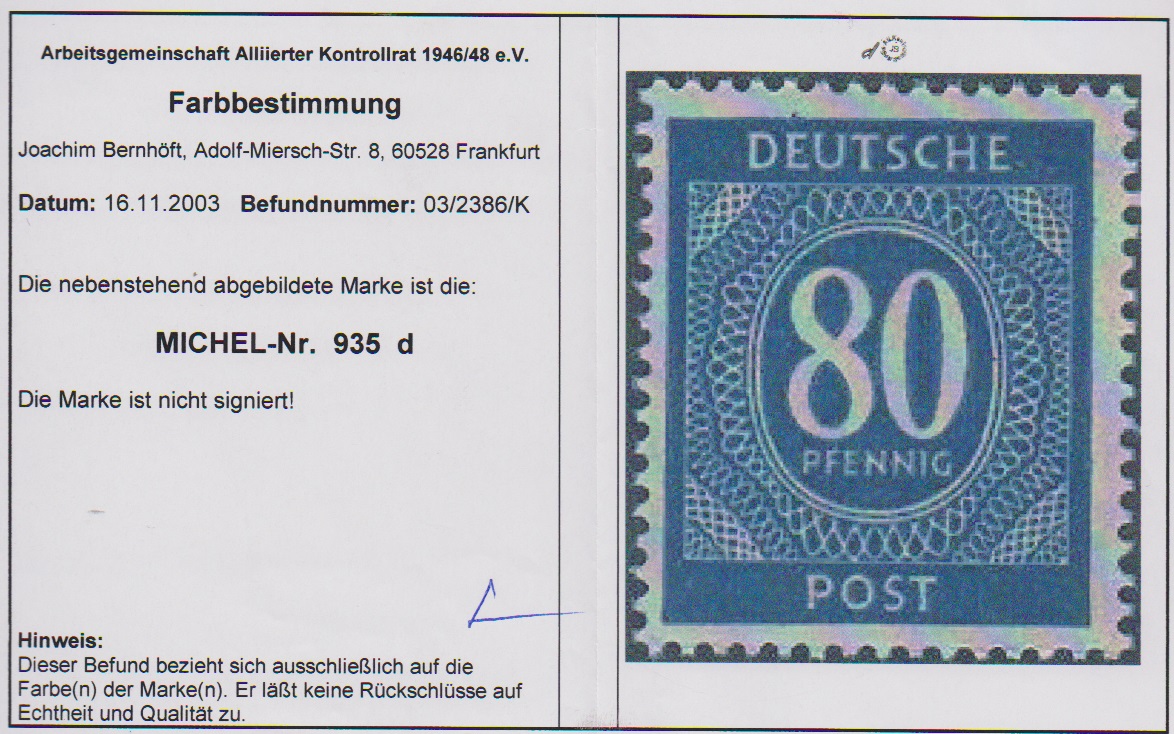 Arbeitsgemeinschaft Alliierter Kontrollrat 1946/48 e.V.
Farbbestimmung
Joachim Bernhöft, Adolf-Miersch-Str. 8, 60528 Frankfurt
Datum: 16.11.2003 Befundnummer: 03/2386/K
Die nebenstehend abgebildete Marke ist die:
MICHEL-Nr. 935 d
Die Marke ist nicht signiert!
Hinweis:
Dieser Befund bezieht sich ausschließlich auf die
Farbe(n) der Marke(n). Er läßt keine Rückschlüsse auf
Echtheit und Qualität zu.
d JB
DEUTSCHE
80
PFENNIG
POST